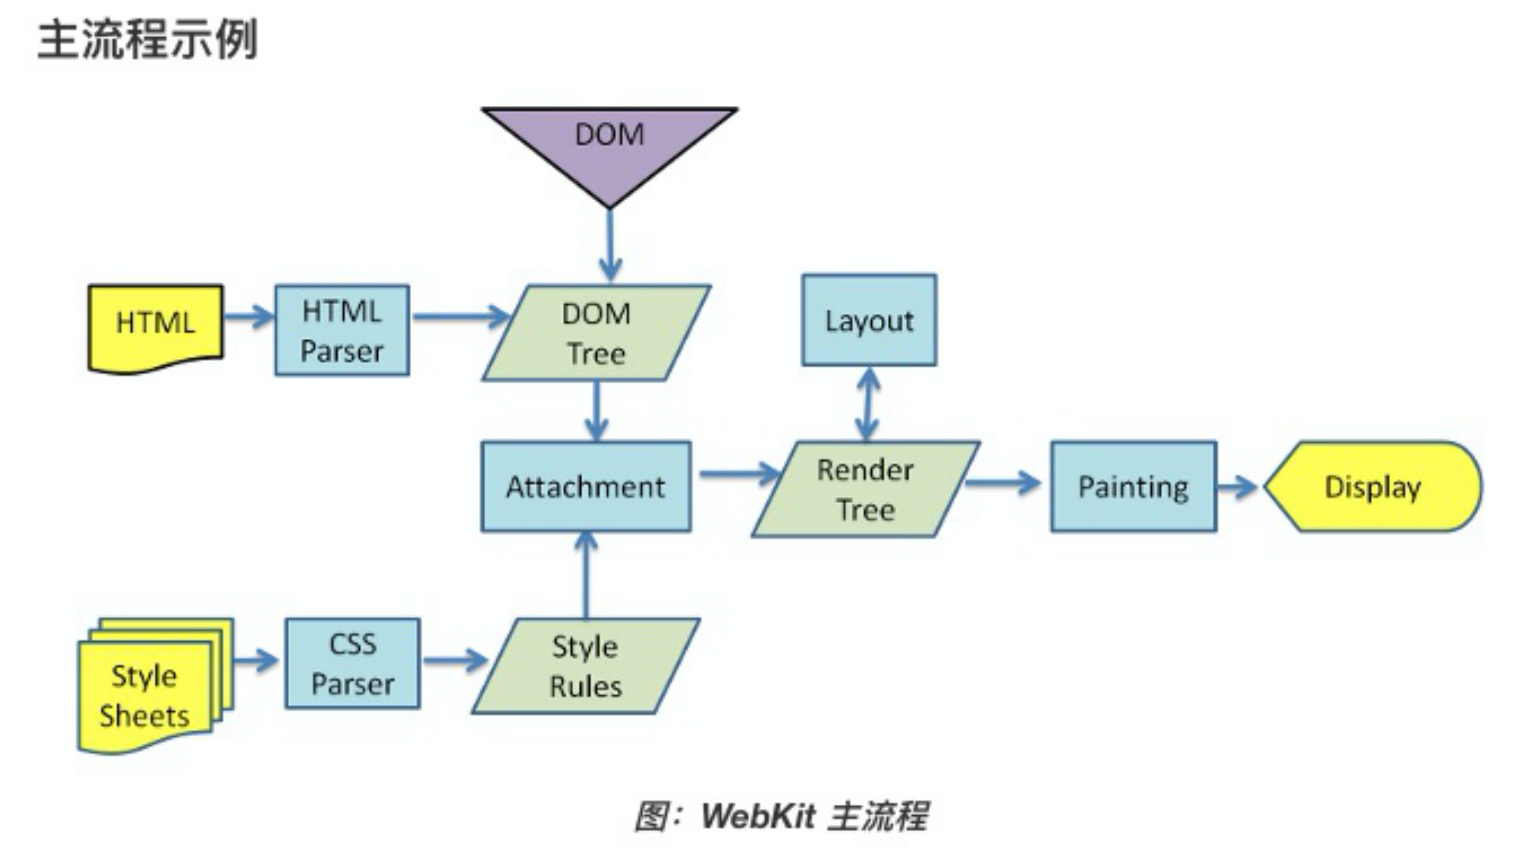 主流程示例
DOM
HTML
HTML
Parser
DOM
Tree
Layout
Attachment
Render
Tree
Painting
Display
Style
Sheets
CSS
Parser
Style
Rules
图：WebKit 主流程